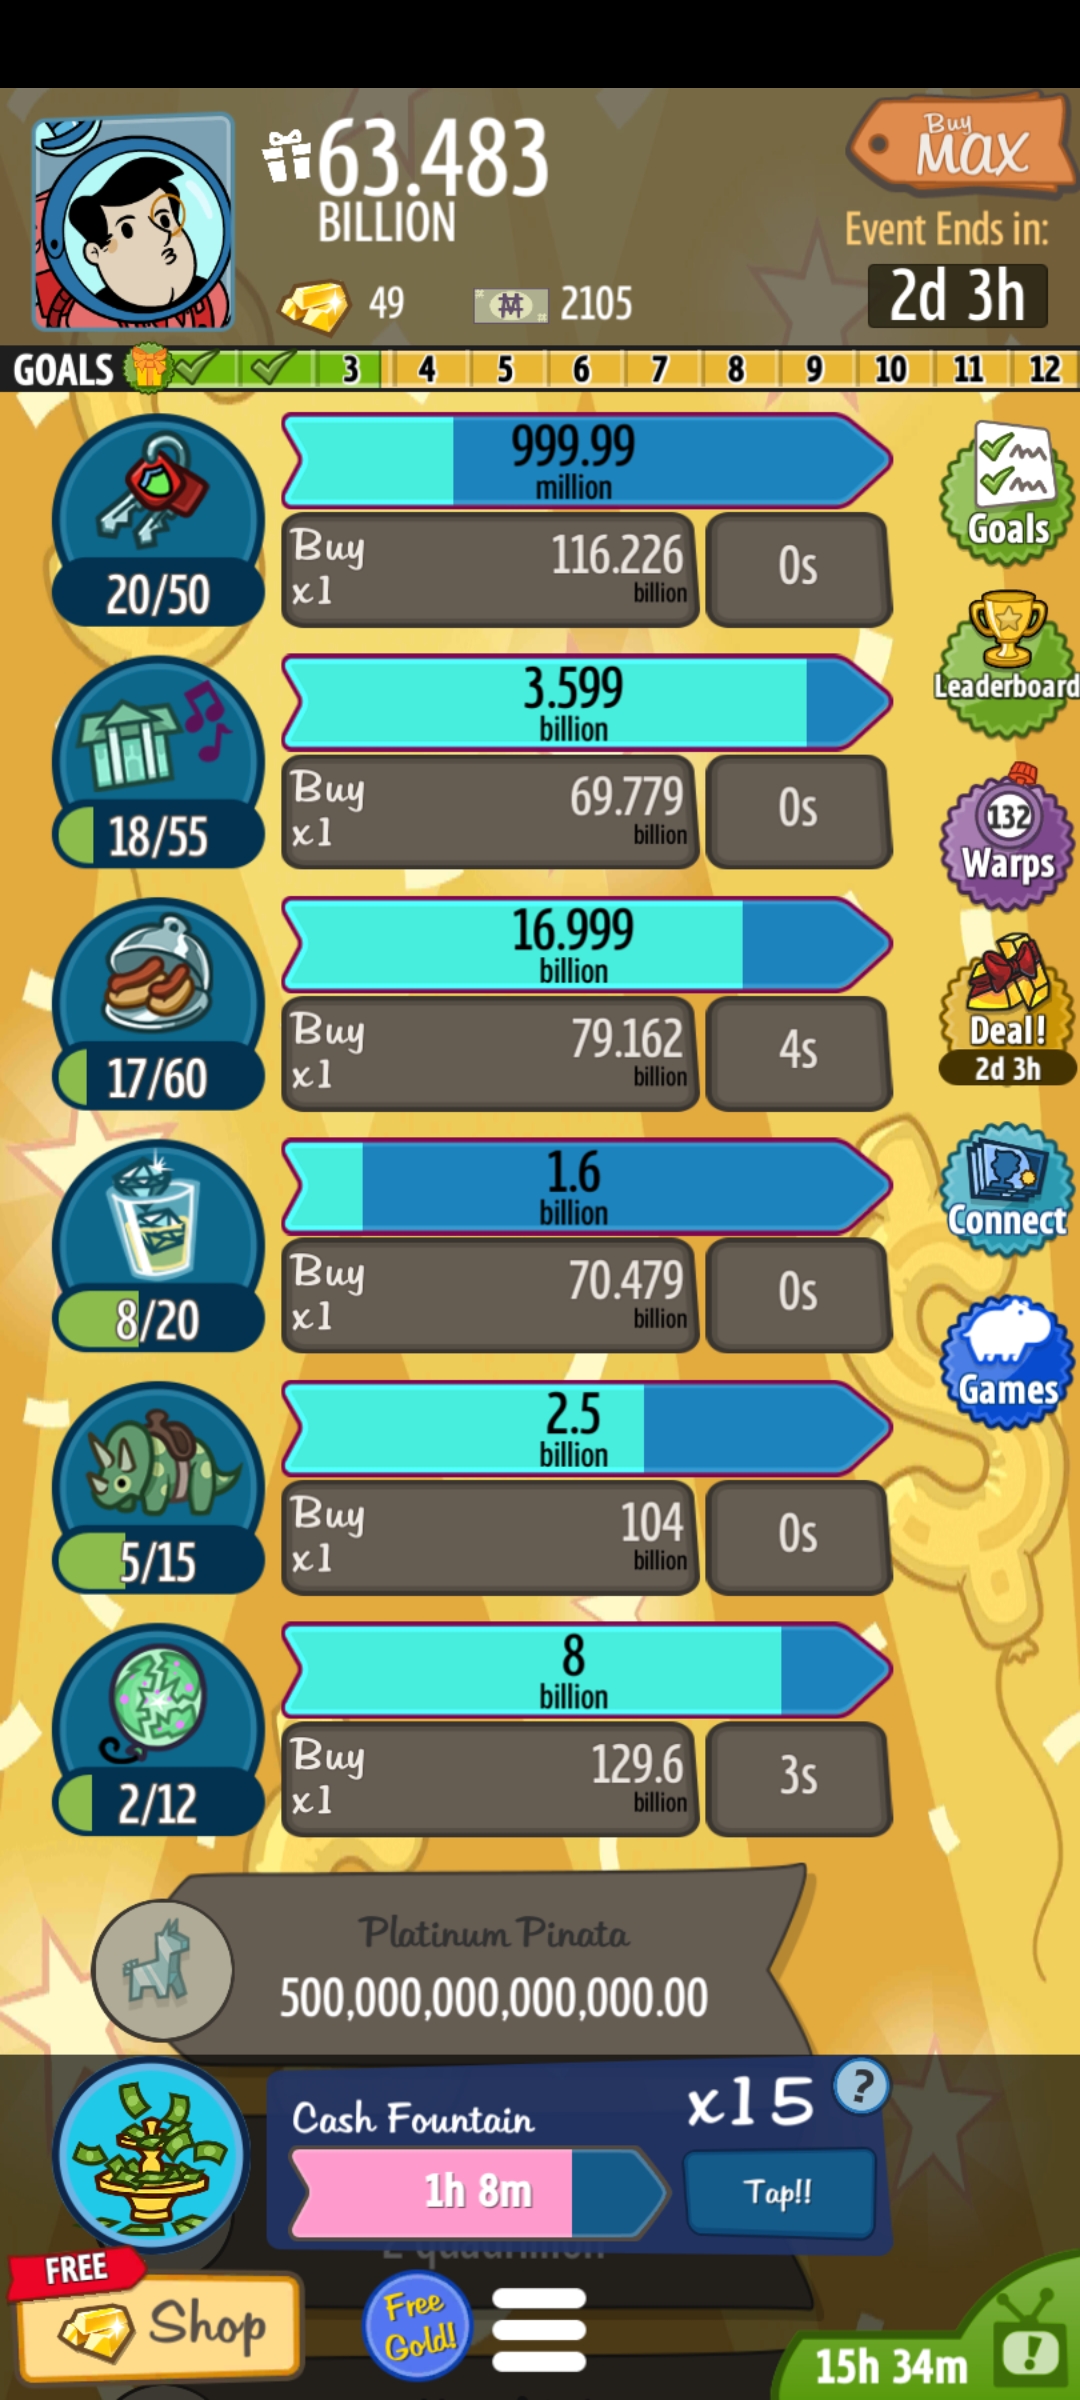 63.483
BILLION
49
2105
Buy
MAX
Event Ends in:
2d 3h
GOALS 3 4 5 6 7 8 9 10 11 12
999.99
million
Buy
x1
116.226
billion
0s
20/50
Goals
3.599
billion
Buy
x1
69.779
billion
0s
18/55
Leaderboard
16.999
billion
Buy
x1
79.162
billion
4s
17/60
132
Warps
Deal!
2d 3h
1.6
billion
Buy
x1
70.479
billion
0s
8/20
Connect
2.5
billion
Buy
x1
104
billion
0s
5/15
Games
8
billion
Buy
x1
129.6
billion
3s
2/12
Platinum Pinata
500,000,000,000,000.00
Cash Fountain
x15
?
1h 8m
Tap!!
FREE
Shop
Free
Gold!
15h 34m